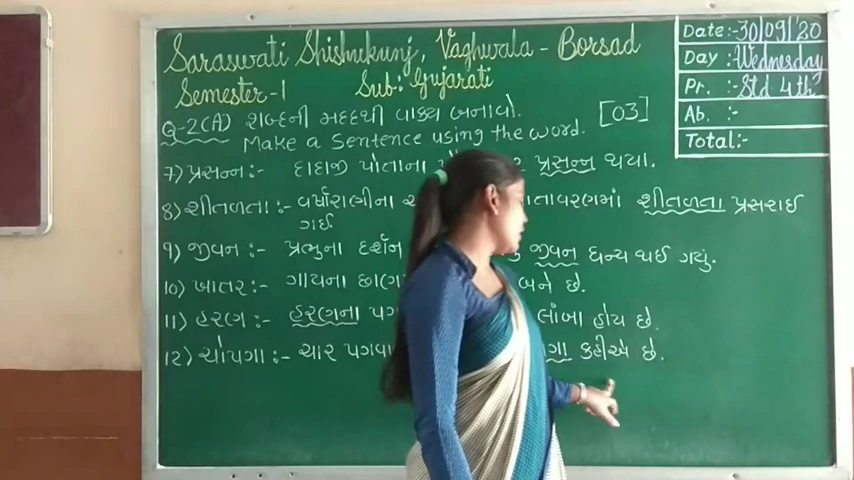 Saraswati Shishukunj, Vaghwala - Borsad
Semester-1 Sub: Gujarati
Date:-30/09/'20
Day:-Wednesday
Pr.:-Std 4th
Ab.:-
Total:-
Q-2(A) શબ્દની મદદથી વાક્ય બનાવો. [03]
Make a Sentence using the word.
7) પ્રસન્ન:- દાદાજી પોતાના પ્રસન્ન થયા.
8) શીતળતા:- વર્ષારાણીના વાતાવરણમાં શીતળતા પ્રસરાઈ
ગઈ.
9) જીવન:- પ્રભુના દર્શન જીવન ધન્ય થઈ ગયું.
10) ખાતર:- ગાયના બને છે.
11) હરણ:- હરણના લાંબા હોય છે.
12) ચોપગા:- ચાર કહીએ છે.